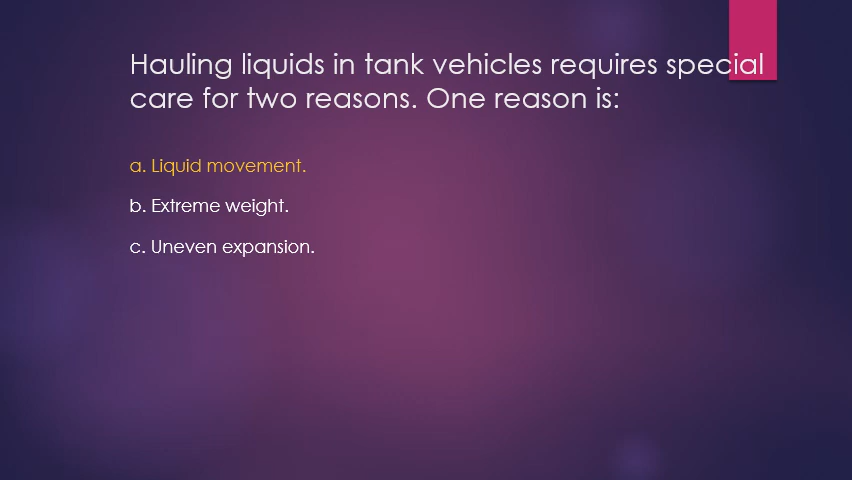 Hauling liquids in tank vehicles requires special
care for two reasons. One reason is:
a. Liquid movement.
b. Extreme weight.
c. Uneven expansion.